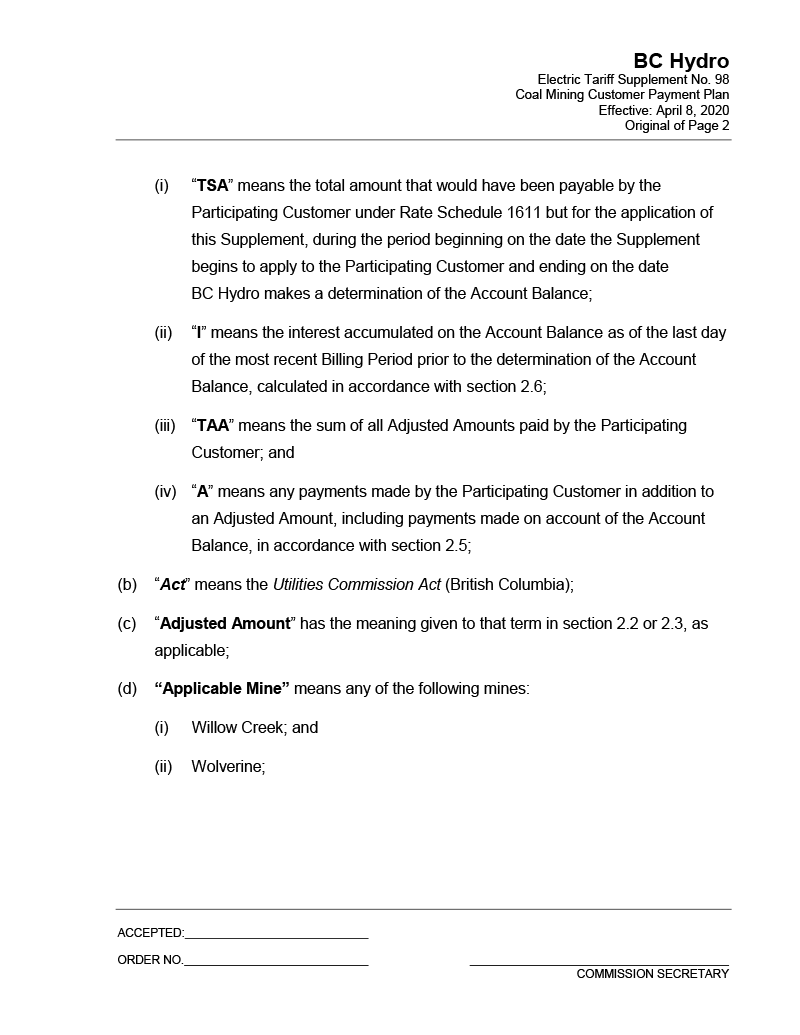 BC Hydro
Electric Tariff Supplement No. 98
Coal Mining Customer Payment Plan
Effective: April 8, 2020
Original of Page 2
(i) “TSA” means the total amount that would have been payable by the
Participating Customer under Rate Schedule 1611 but for the application of
this Supplement, during the period beginning on the date the Supplement
begins to apply to the Participating Customer and ending on the date
BC Hydro makes a determination of the Account Balance;
(ii) “I” means the interest accumulated on the Account Balance as of the last day
of the most recent Billing Period prior to the determination of the Account
Balance, calculated in accordance with section 2.6;
(iii) “TAA” means the sum of all Adjusted Amounts paid by the Participating
Customer; and
(iv) “A” means any payments made by the Participating Customer in addition to
an Adjusted Amount, including payments made on account of the Account
Balance, in accordance with section 2.5;
(b) “Act” means the Utilities Commission Act (British Columbia);
(c) “Adjusted Amount” has the meaning given to that term in section 2.2 or 2.3, as
applicable;
(d) “Applicable Mine” means any of the following mines:
(i) Willow Creek; and
(ii) Wolverine;
ACCEPTED:
ORDER NO.
COMMISSION SECRETARY